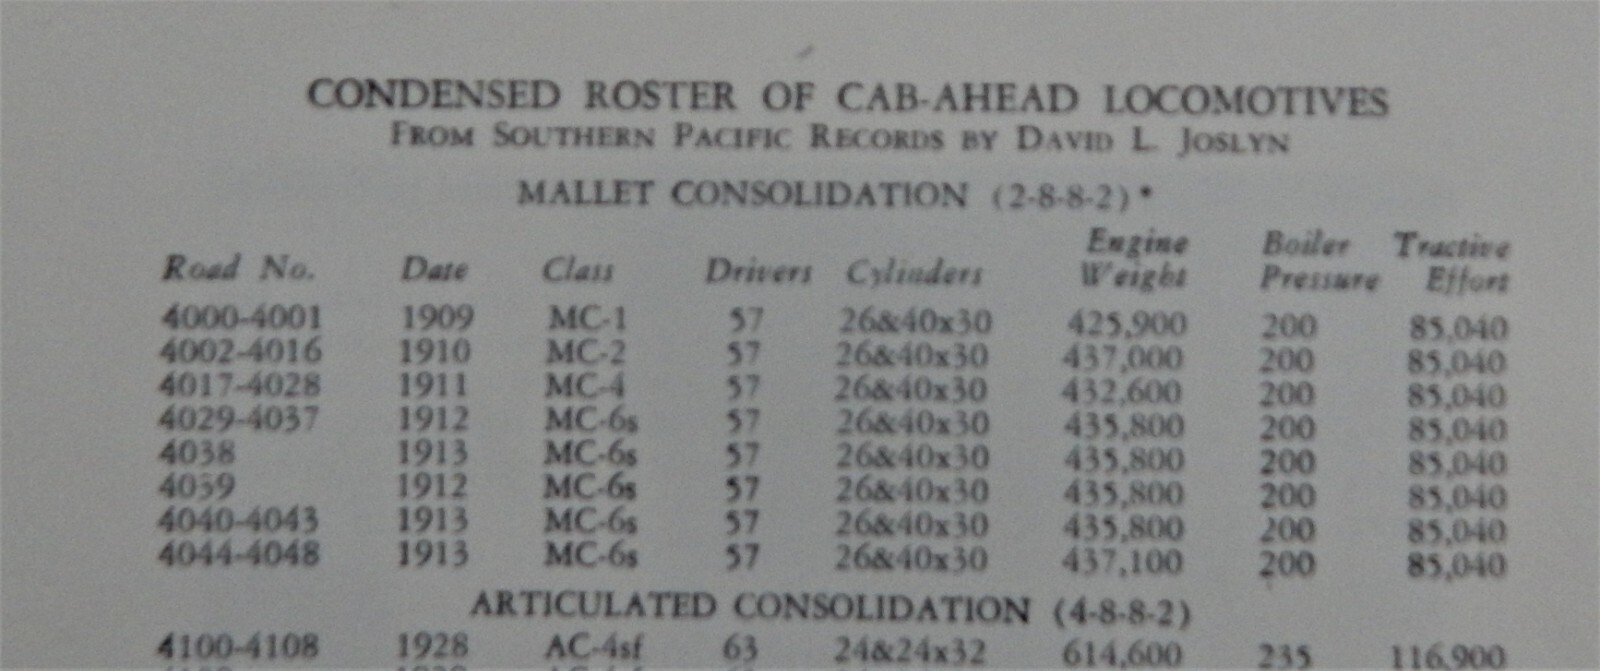 CONDENSED ROSTER OF CAB-AHEAD LOCOMOTIVES
FROM SOUTHERN PACIFIC RECORDS BY DAVID L. JOSLYN
MALLET CONSOLIDATION (2-8-8-2)*
Road No. Date Class Drivers Cylinders Engine Weight Boiler Pressure Tractive Effort
4000-4001 1909 MC-1 57 26&40x30 425,900 200 85,040
4002-4016 1910 MC-2 57 26&40x30 437,000 200 85,040
4017-4028 1911 MC-4 57 26&40x30 432,600 200 85,040
4029-4037 1912 MC-6s 57 26&40x30 435,800 200 85,040
4038 1913 MC-6s 57 26&40x30 435,800 200 85,040
4039 1912 MC-6s 57 26&40x30 435,800 200 85,040
4040-4043 1913 MC-6s 57 26&40x30 435,800 200 85,040
4044-4048 1913 MC-6s 57 26&40x30 437,100 200 85,040
ARTICULATED CONSOLIDATION (4-8-8-2)
4100-4108 1928 AC-4sf 63 24&24x32 614,600 235 116,900